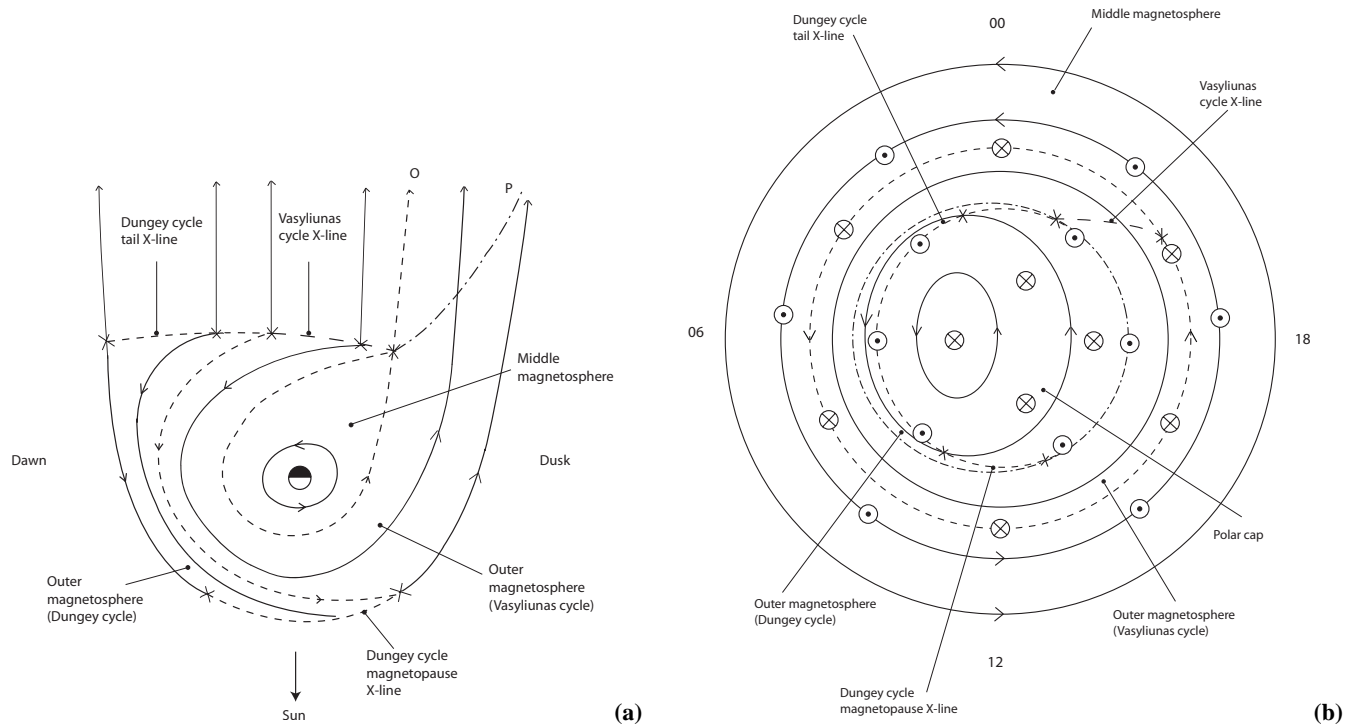 O
P
Dungey cycle
tail X-line
Vasyliunas
cycle X-line
Middle
magnetosphere
Dawn
Dusk
Outer
magnetosphere
(Dungey cycle)
Outer
magnetosphere
(Vasyliunas cycle)
Dungey cycle
magnetopause
X-line
Sun
(a)
Dungey cycle
tail X-line
00
Middle magnetosphere
Vasyliunas
cycle X-line
06
18
Polar cap
Outer magnetosphere
(Dungey cycle)
Outer magnetosphere
(Vasyliunas cycle)
12
Dungey cycle
magnetopause X-line
(b)